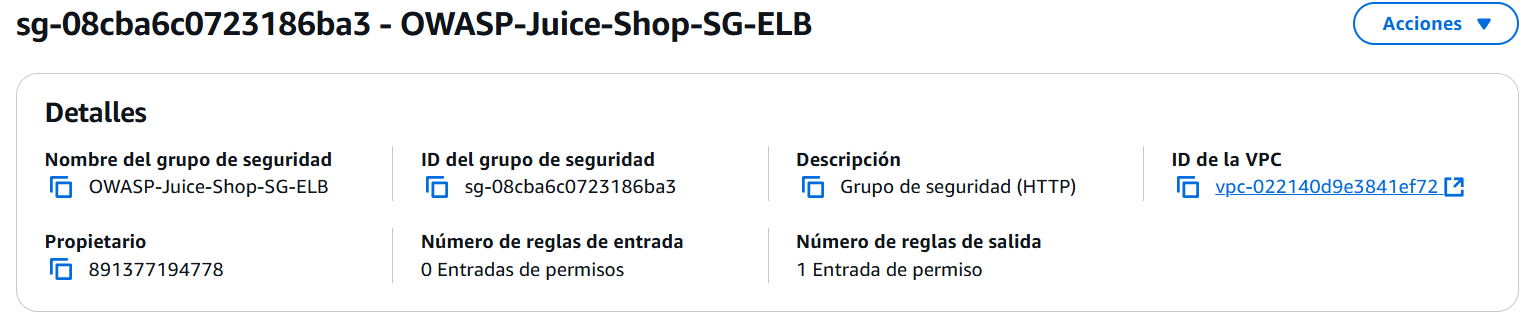 sg-08cba6c0723186ba3 - OWASP-Juice-Shop-SG-ELB
Acciones
Detalles
Nombre del grupo de seguridad
OWASP-Juice-Shop-SG-ELB
ID del grupo de seguridad
sg-08cba6c0723186ba3
Descripción
Grupo de seguridad (HTTP)
ID de la VPC
vpc-022140d9e3841ef72
Propietario
891377194778
Número de reglas de entrada
0 Entradas de permisos
Número de reglas de salida
1 Entrada de permiso